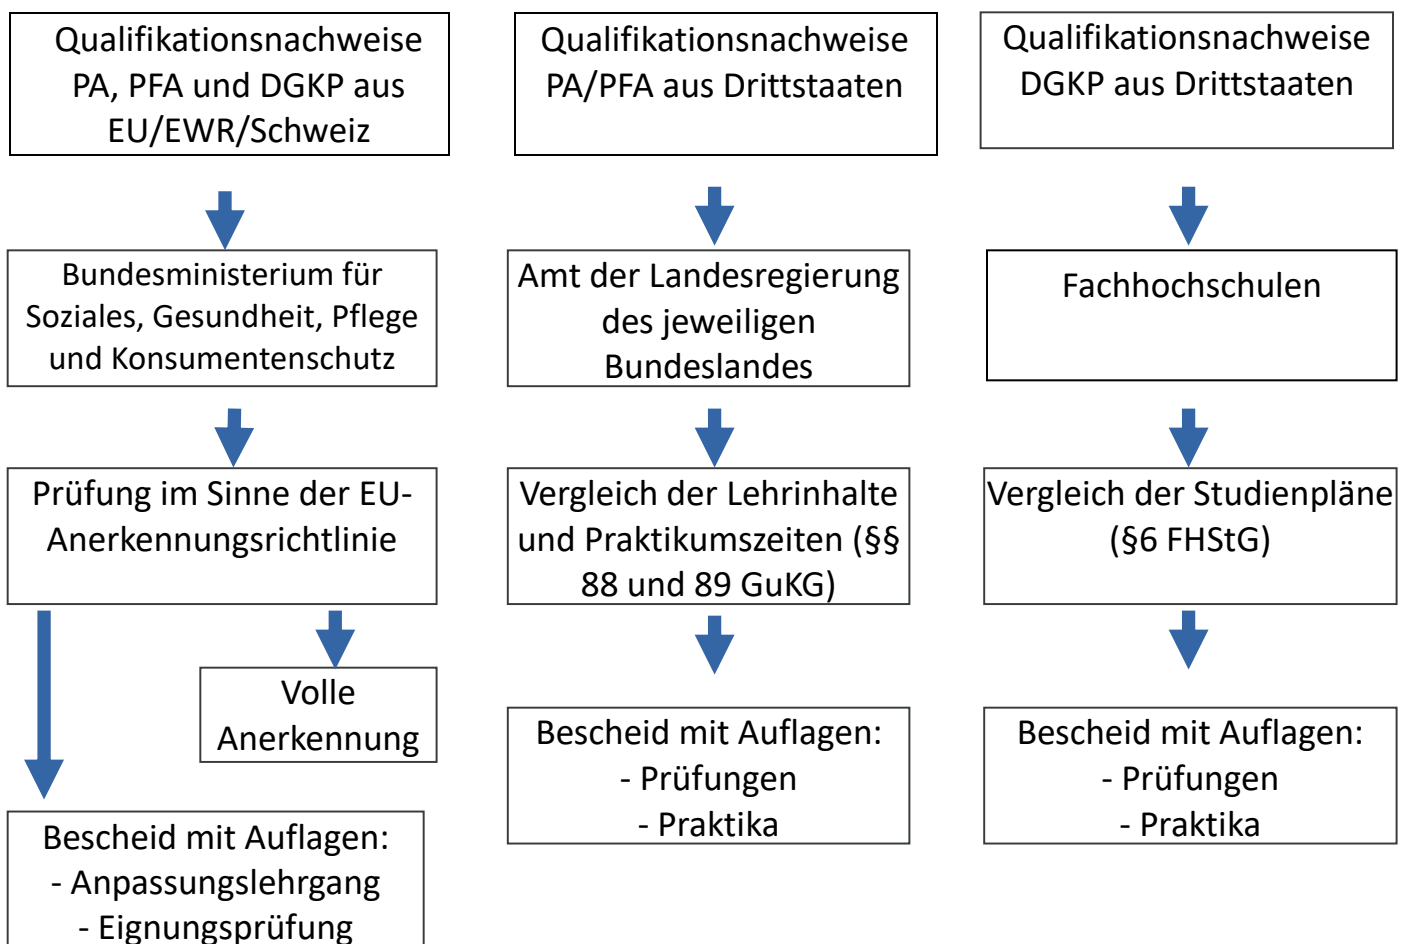 Qualifikationsnachweise
PA, PFA und DGKP aus
EU/EWR/Schweiz
Bundesministerium für
Soziales, Gesundheit, Pflege
und Konsumentenschutz
Prüfung im Sinne der EU-
Anerkennungsrichtlinie
Volle
Anerkennung
Bescheid mit Auflagen:
- Anpassungslehrgang
- Eignungsprüfung
Qualifikationsnachweise
PA/PFA aus Drittstaaten
Amt der Landesregierung
des jeweiligen
Bundeslandes
Vergleich der Lehrinhalte
und Praktikumszeiten (§§
88 und 89 GuKG)
Bescheid mit Auflagen:
- Prüfungen
- Praktika
Qualifikationsnachweise
DGKP aus Drittstaaten
Fachhochschulen
Vergleich der Studienpläne
(§6 FHStG)
Bescheid mit Auflagen:
- Prüfungen
- Praktika